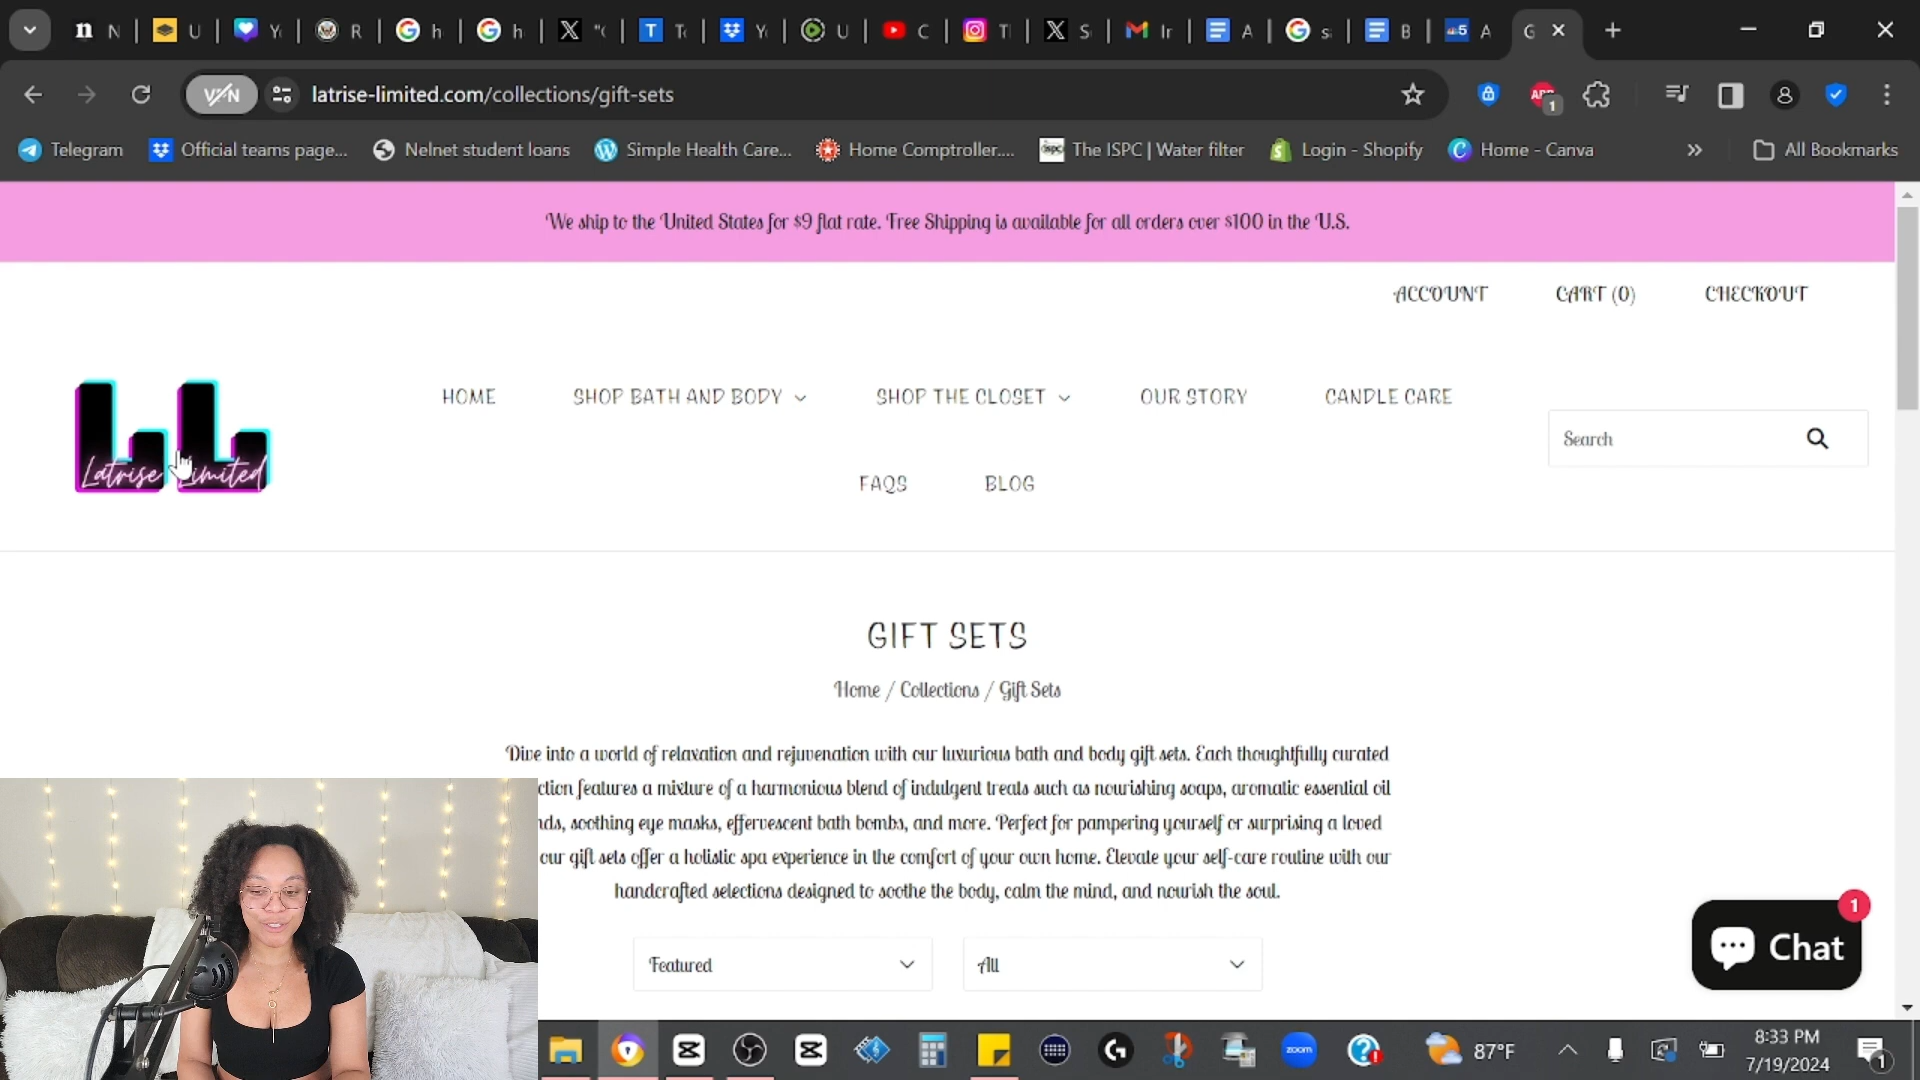 N
U
Y
R
h
h
"(
T
Y
U
C
T
S
Ir
A
s
B
A
G
VPN
latrise-limited.com/collections/gift-sets
1
Telegram
Official teams page...
Nelnet student loans
Simple Health Care...
Home Comptroller....
The ISPC | Water filter
Login - Shopify
Home - Canva
All Bookmarks
We ship to the United States for $9 flat rate. Free Shipping is available for all orders over $100 in the U.S.
ACCOUNT
CART (0)
CHECKOUT
Latrise Limited
HOME
SHOP BATH AND BODY
SHOP THE CLOSET
OUR STORY
CANDLE CARE
Search
FAQS
BLOG
GIFT SETS
Home / Collections / Gift Sets
Dive into a world of relaxation and rejuvenation with our luxurious bath and body gift sets. Each thoughtfully curated
ction features a mixture of a harmonious blend of indulgent treats such as nourishing soaps, aromatic essential oil
nds, soothing eye masks, effervescent bath bombs, and more. Perfect for pampering yourself or surprising a loved
our gift sets offer a holistic spa experience in the comfort of your own home. Elevate your self-care routine with our
handcrafted selections designed to soothe the body, calm the mind, and nourish the soul.
Featured
All
1
Chat
zoom
87°F
8:33 PM
7/19/2024
1